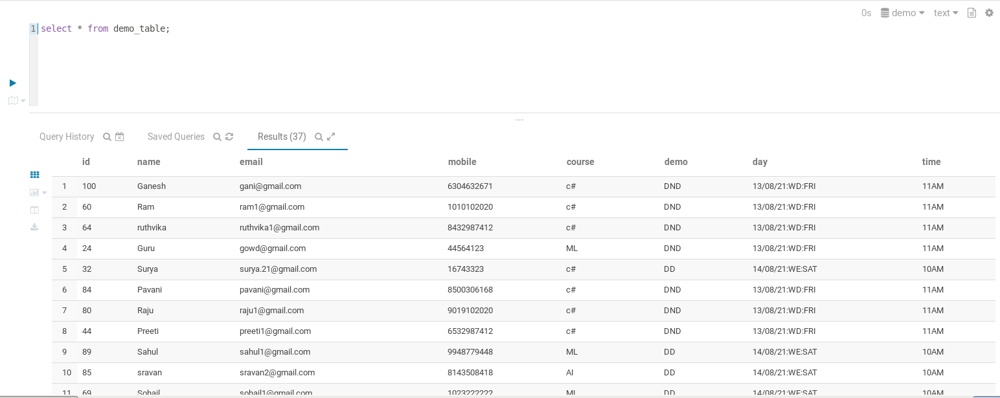 0s demo text
1 select * from demo_table;
Query History Saved Queries Results (37)
id name email mobile course demo day time
1 100 Ganesh gani@gmail.com 6304632671 c# DND 13/08/21:WD:FRI 11AM
2 60 Ram ram1@gmail.com 1010102020 c# DND 13/08/21:WD:FRI 11AM
3 64 ruthvika ruthvika1@gmail.com 8432987412 c# DND 13/08/21:WD:FRI 11AM
4 24 Guru gowd@gmail.com 44564123 ML DND 13/08/21:WD:FRI 11AM
5 32 Surya surya.21@gmail.com 16743323 c# DD 14/08/21:WE:SAT 10AM
6 84 Pavani pavani@gmail.com 8500306168 c# DND 13/08/21:WD:FRI 11AM
7 80 Raju raju1@gmail.com 9019102020 c# DND 13/08/21:WD:FRI 11AM
8 44 Preeti preeti1@gmail.com 6532987412 c# DND 13/08/21:WD:FRI 11AM
9 89 Sahul sahul1@gmail.com 9948779448 ML DD 14/08/21:WE:SAT 10AM
10 85 sravan sravan2@gmail.com 8143508418 AI DD 14/08/21:WE:SAT 10AM
11 69 Sohail sohail1@gmail.com 1023222222 ML DD 14/08/21:WE:SAT 10AM